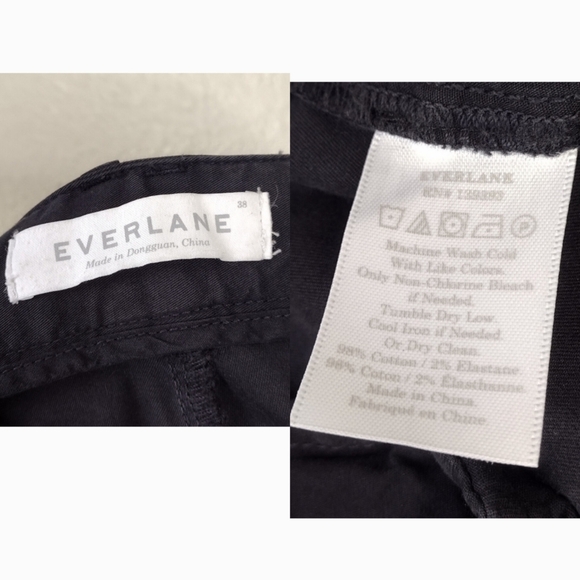 38
EVERLANE
Made in Dongguan, China
EVERLANE
RN# 139393
P
Machine Wash Cold
With Like Colors.
Only Non-Chlorine Bleach
if Needed.
Tumble Dry Low.
Cool Iron if Needed.
Or, Dry Clean.
98% Cotton / 2% Elastane
98% Coton / 2% Élasthanne.
Made in China.
Fabriqué en Chine.